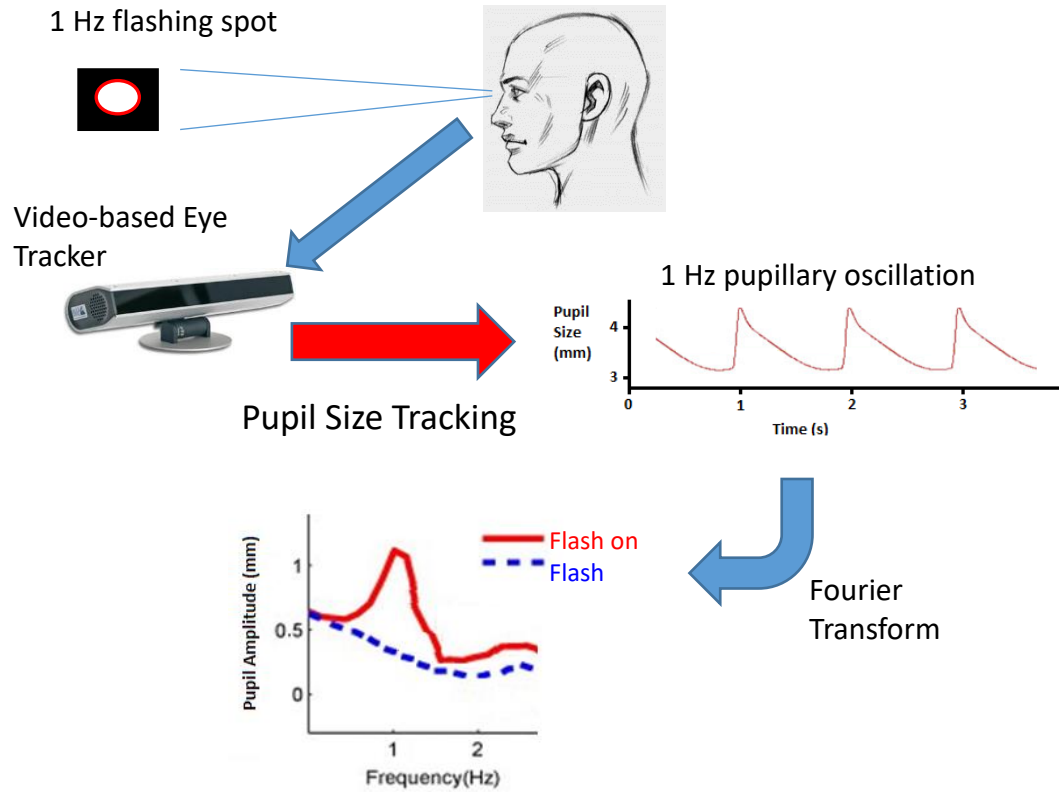 1 Hz flashing spot
Video-based Eye
Tracker
1 Hz pupillary oscillation
Pupil
Size
(mm)
4
3
0
1
2
3
Time (s)
Pupil Size Tracking
Flash on
Flash
Pupil Amplitude (mm)
1
0.5
0
1
2
Frequency(Hz)
Fourier
Transform